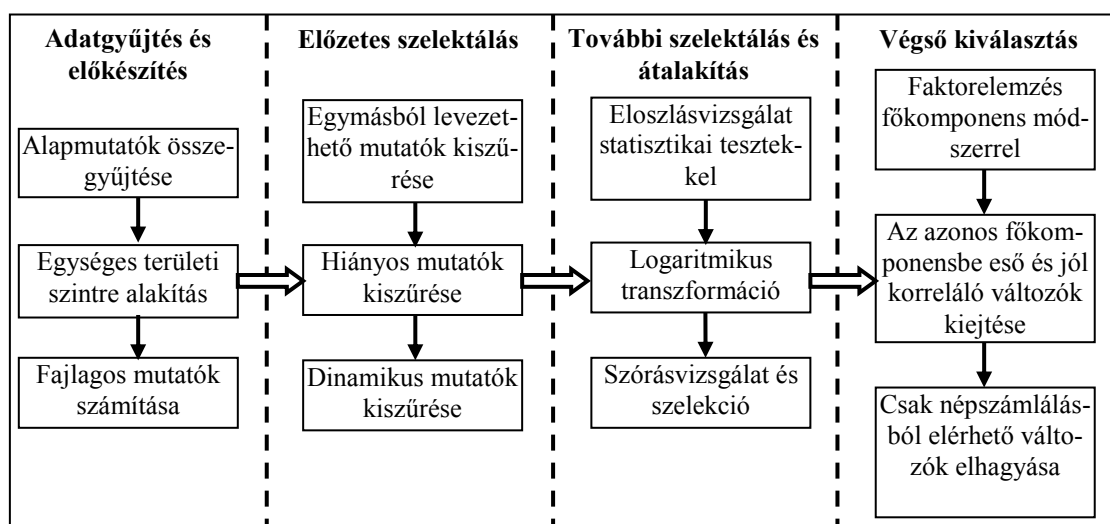 Adatgyűjtés és
előkészítés
Alapmutatók össze-
gyűjtése
Egységes területi
szintre alakítás
Fajlagos mutatók
számítása
Előzetes szelektálás
Egymásból levezet-
hető mutatók kiszű-
rése
Hiányos mutatók
kiszűrése
Dinamikus mutatók
kiszűrése
További szelektálás és
átalakítás
Eloszlásvizsgálat
statisztikai tesztek-
kel
Logaritmikus
transzformáció
Szórásvizsgálat és
szelekció
Végső kiválasztás
Faktorelemzés
főkomponens mód-
szerrel
Az azonos főkom-
ponensbe eső és jól
korreláló változók
kiejtése
Csak népszámlálás-
ból elérhető válto-
zók elhagyása